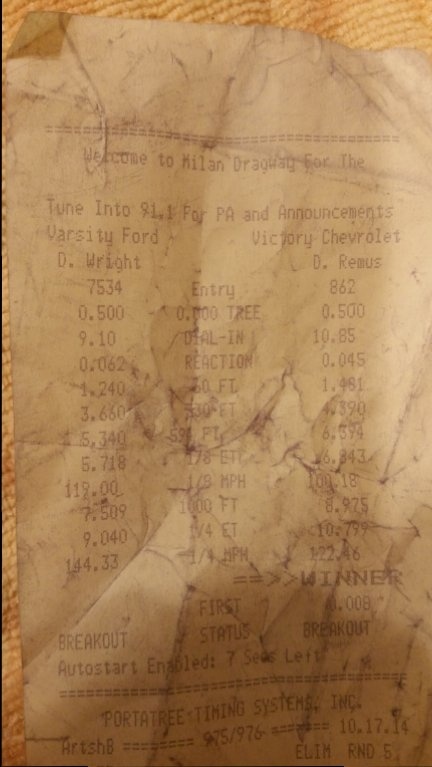 ================================
Welcome to Milan Dragway For The
Tune Into 91.1 For PA and Announcements
Varsity Ford Victory Chevrolet
D. Wright D. Remus
7534 Entry 862
0.500 0.000 TREE 0.500
9.10 DIAL-IN 10.85
0.062 REACTION 0.045
1.240 60 FT 1.481
3.660 330 FT 4.390
5.340 FT 6.394
5.718 1/8 ET 6.843
119.00 1/8 MPH 100.18
7.509 1000 FT 8.975
9.040 1/4 ET 10.799
144.33 1/4 MPH 122.46
==>>WINNER
FIRST 0.008
BREAKOUT STATUS BREAKOUT
Autostart Enabled: 7 Secs Left
================================
PORTATREE TIMING SYSTEMS, INC.
ArtshB ======== 975/976 ======= 10.17.14
ELIM RND 5